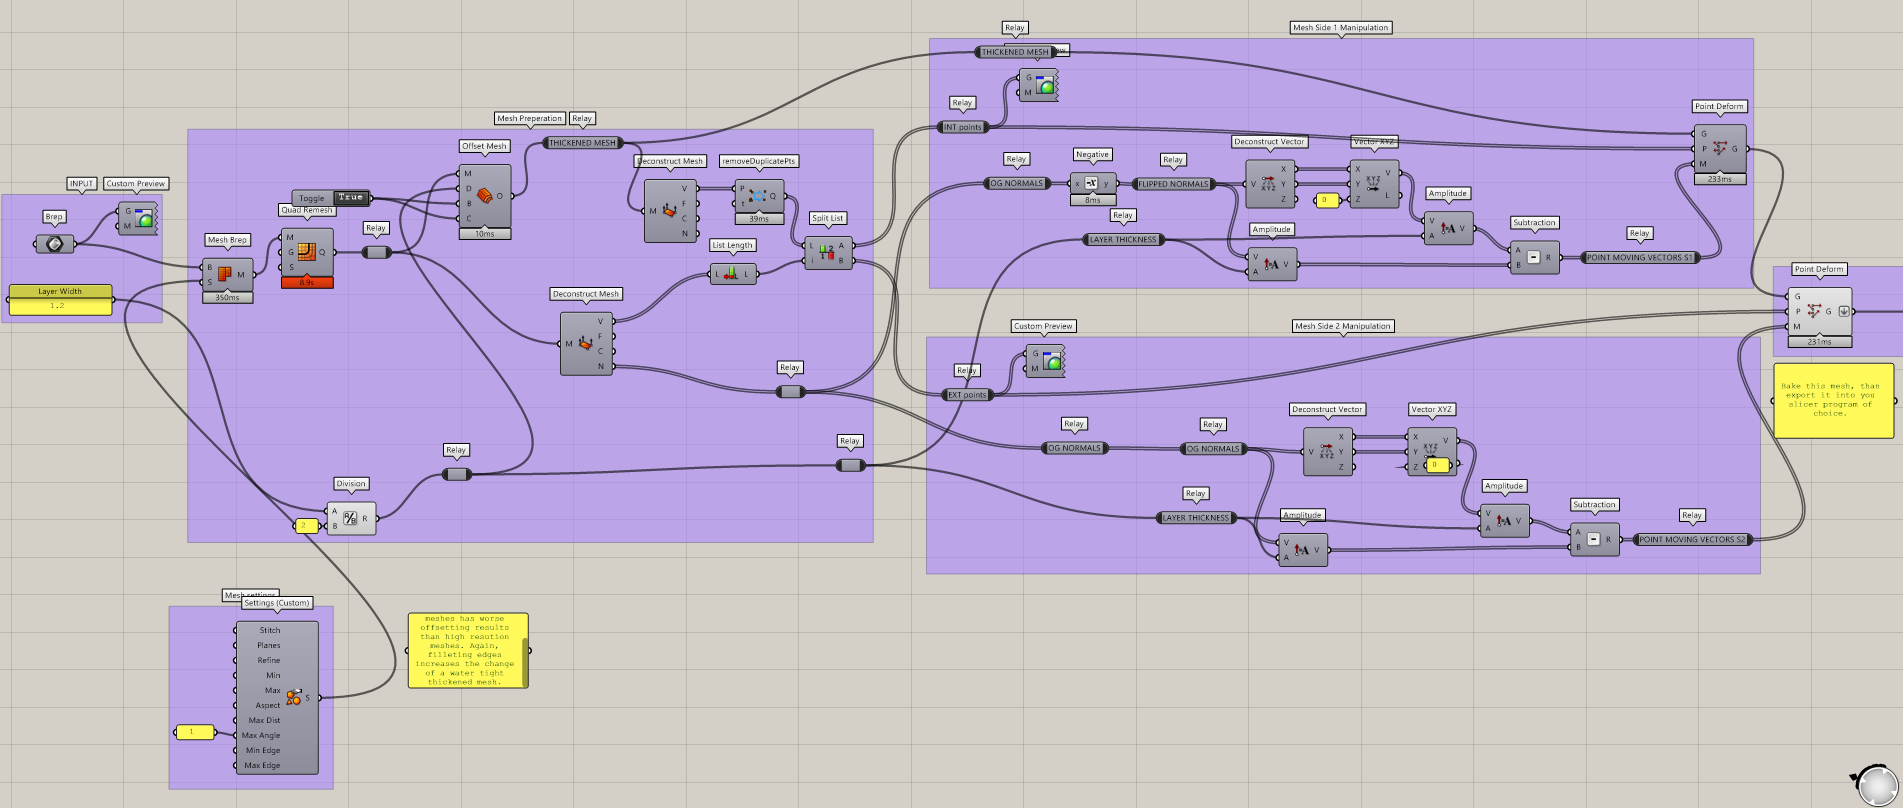 INPUT
Custom Preview
Brep
G
M
Layer Width
1.2
Mesh Preperation
Relay
THICKENED MESH
Offset Mesh
M
D
B
C
O
10ms
Toggle
True
Quad Remesh
M
G
S
Q
8.9s
Mesh Brep
B
S
M
350ms
Relay
Deconstruct Mesh
M
V
F
C
N
removeDuplicatePts
P
t
Q
39ms
Split List
L
i
A
B
List Length
L
L
Deconstruct Mesh
M
V
F
C
N
Relay
Relay
Relay
Division
A
B
R
A/B
2
Mesh settings
Settings (Custom)
Stitch
Planes
Refine
Min
Max
Aspect
Max Dist
Max Angle
Min Edge
Max Edge
S
1
meshes has worse
offsetting results
than high resution
meshes. Again,
filleting edges
increases the change
of a water tight
thickened mesh.
Relay
Mesh Side 1 Manipulation
THICKENED MESH
G
M
Relay
INT points
Relay
OG NORMALS
Negative
x
-x
y
8ms
Relay
FLIPPED NORMALS
Deconstruct Vector
V
X
Y
Z
XYZ
0
Vector XYZ
X
Y
Z
XYZ
V
L
Amplitude
V
A
A
V
Relay
LAYER THICKNESS
Amplitude
V
A
A
V
Subtraction
A
B
R
Relay
POINT MOVING VECTORS S1
Point Deform
G
P
M
G
233ms
Custom Preview
G
M
Mesh Side 2 Manipulation
Relay
EXT points
Relay
OG NORMALS
Relay
OG NORMALS
Deconstruct Vector
V
X
Y
Z
XYZ
Vector XYZ
X
Y
Z
XYZ
V
0
Relay
LAYER THICKNESS
Amplitude
V
A
A
V
Amplitude
V
A
A
V
Subtraction
A
B
R
Relay
POINT MOVING VECTORS S2
Point Deform
G
P
M
G
231ms
Bake this mesh, than
export it into you
slicer program of
choice.